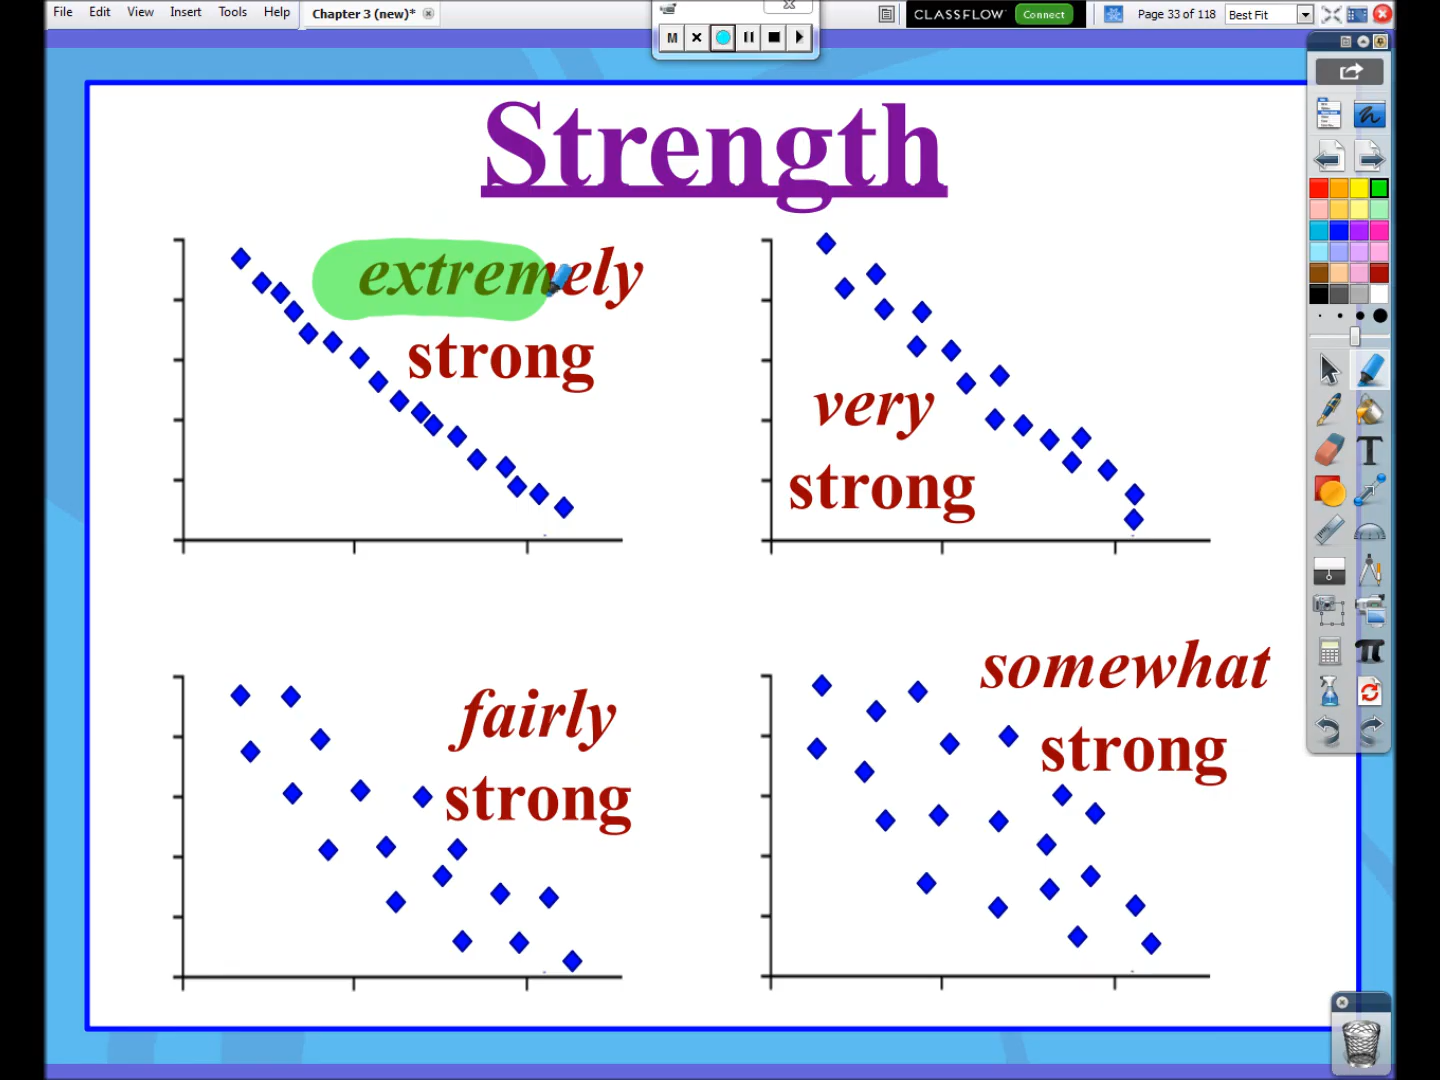 File Edit View Insert Tools Help Chapter 3 (new)* CLASSFLOW Connect Page 33 of 118 Best Fit
M
Strength
extremely
strong
very
strong
fairly
strong
somewhat
strong
T
π